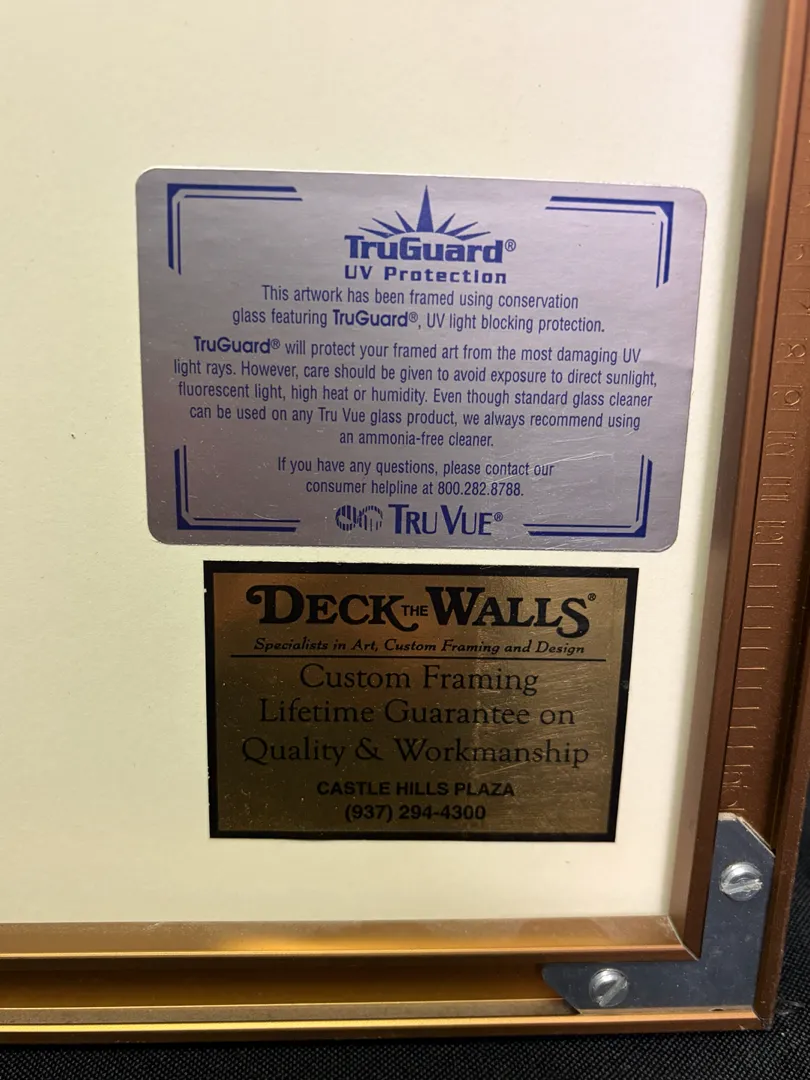 TruGuard®
UV Protection
This artwork has been framed using conservation
glass featuring TruGuard®, UV light blocking protection.
TruGuard® will protect your framed art from the most damaging UV
light rays. However, care should be given to avoid exposure to direct sunlight,
fluorescent light, high heat or humidity. Even though standard glass cleaner
can be used on any Tru Vue glass product, we always recommend using
an ammonia-free cleaner.
If you have any questions, please contact our
consumer helpline at 800.282.8788.
TRU VUE®
DECK THE WALLS®
Specialists in Art, Custom Framing and Design
Custom Framing
Lifetime Guarantee on
Quality & Workmanship
CASTLE HILLS PLAZA
(937) 294-4300